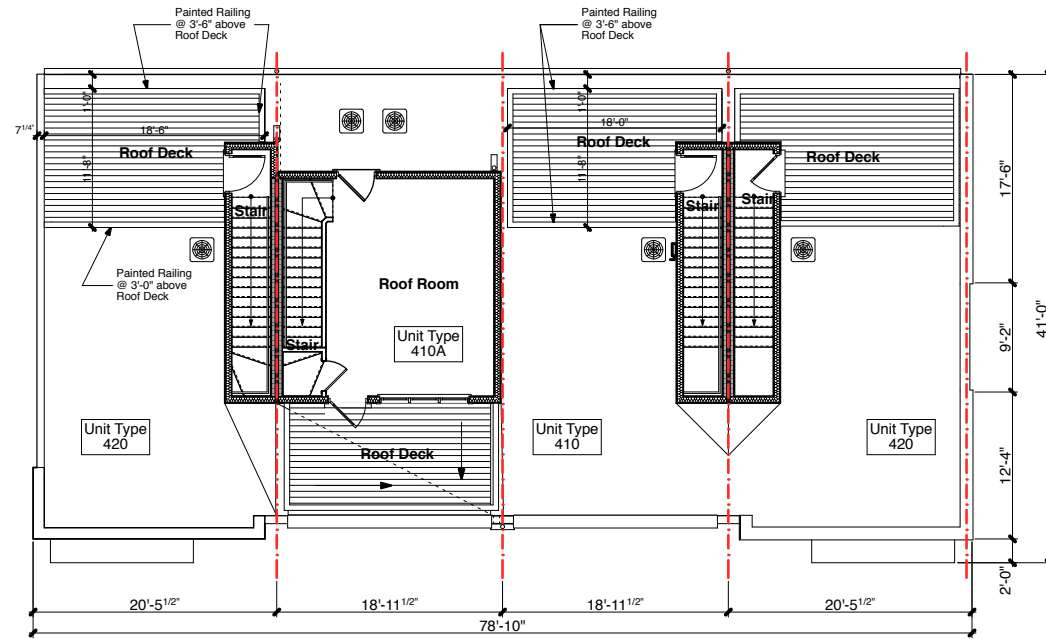 Painted Railing
@ 3'-6" above
Roof Deck
Painted Railing
@ 3'-6" above
Roof Deck
1'-0"
1'-0"
7 1/4"
18'-6"
18'-0"
Roof Deck
Roof Deck
Roof Deck
11'-8"
11'-8"
17'-6"
Stair
Stair
Stair
Painted Railing
@ 3'-0" above
Roof Deck
Roof Room
Unit Type
410A
Stair
9'-2"
41'-0"
Unit Type
420
Unit Type
410
Unit Type
420
Roof Deck
12'-4"
2'-0"
20'-5 1/2"
18'-11 1/2"
18'-11 1/2"
20'-5 1/2"
78'-10"